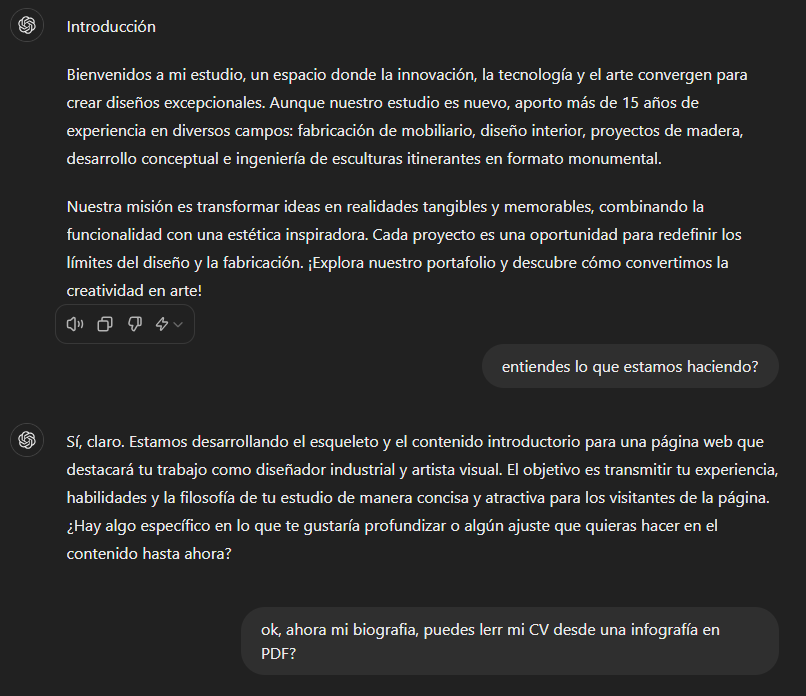 Introducción
Bienvenidos a mi estudio, un espacio donde la innovación, la tecnología y el arte convergen para
crear diseños excepcionales. Aunque nuestro estudio es nuevo, aporto más de 15 años de
experiencia en diversos campos: fabricación de mobiliario, diseño interior, proyectos de madera,
desarrollo conceptual e ingeniería de esculturas itinerantes en formato monumental.
Nuestra misión es transformar ideas en realidades tangibles y memorables, combinando la
funcionalidad con una estética inspiradora. Cada proyecto es una oportunidad para redefinir los
límites del diseño y la fabricación. ¡Explora nuestro portafolio y descubre cómo convertimos la
creatividad en arte!
entiendes lo que estamos haciendo?
Sí, claro. Estamos desarrollando el esqueleto y el contenido introductorio para una página web que
destacará tu trabajo como diseñador industrial y artista visual. El objetivo es transmitir tu experiencia,
habilidades y la filosofía de tu estudio de manera concisa y atractiva para los visitantes de la página.
¿Hay algo específico en lo que te gustaría profundizar o algún ajuste que quieras hacer en el
contenido hasta ahora?
ok, ahora mi biografia, puedes lerr mi CV desde una infografía en
PDF?